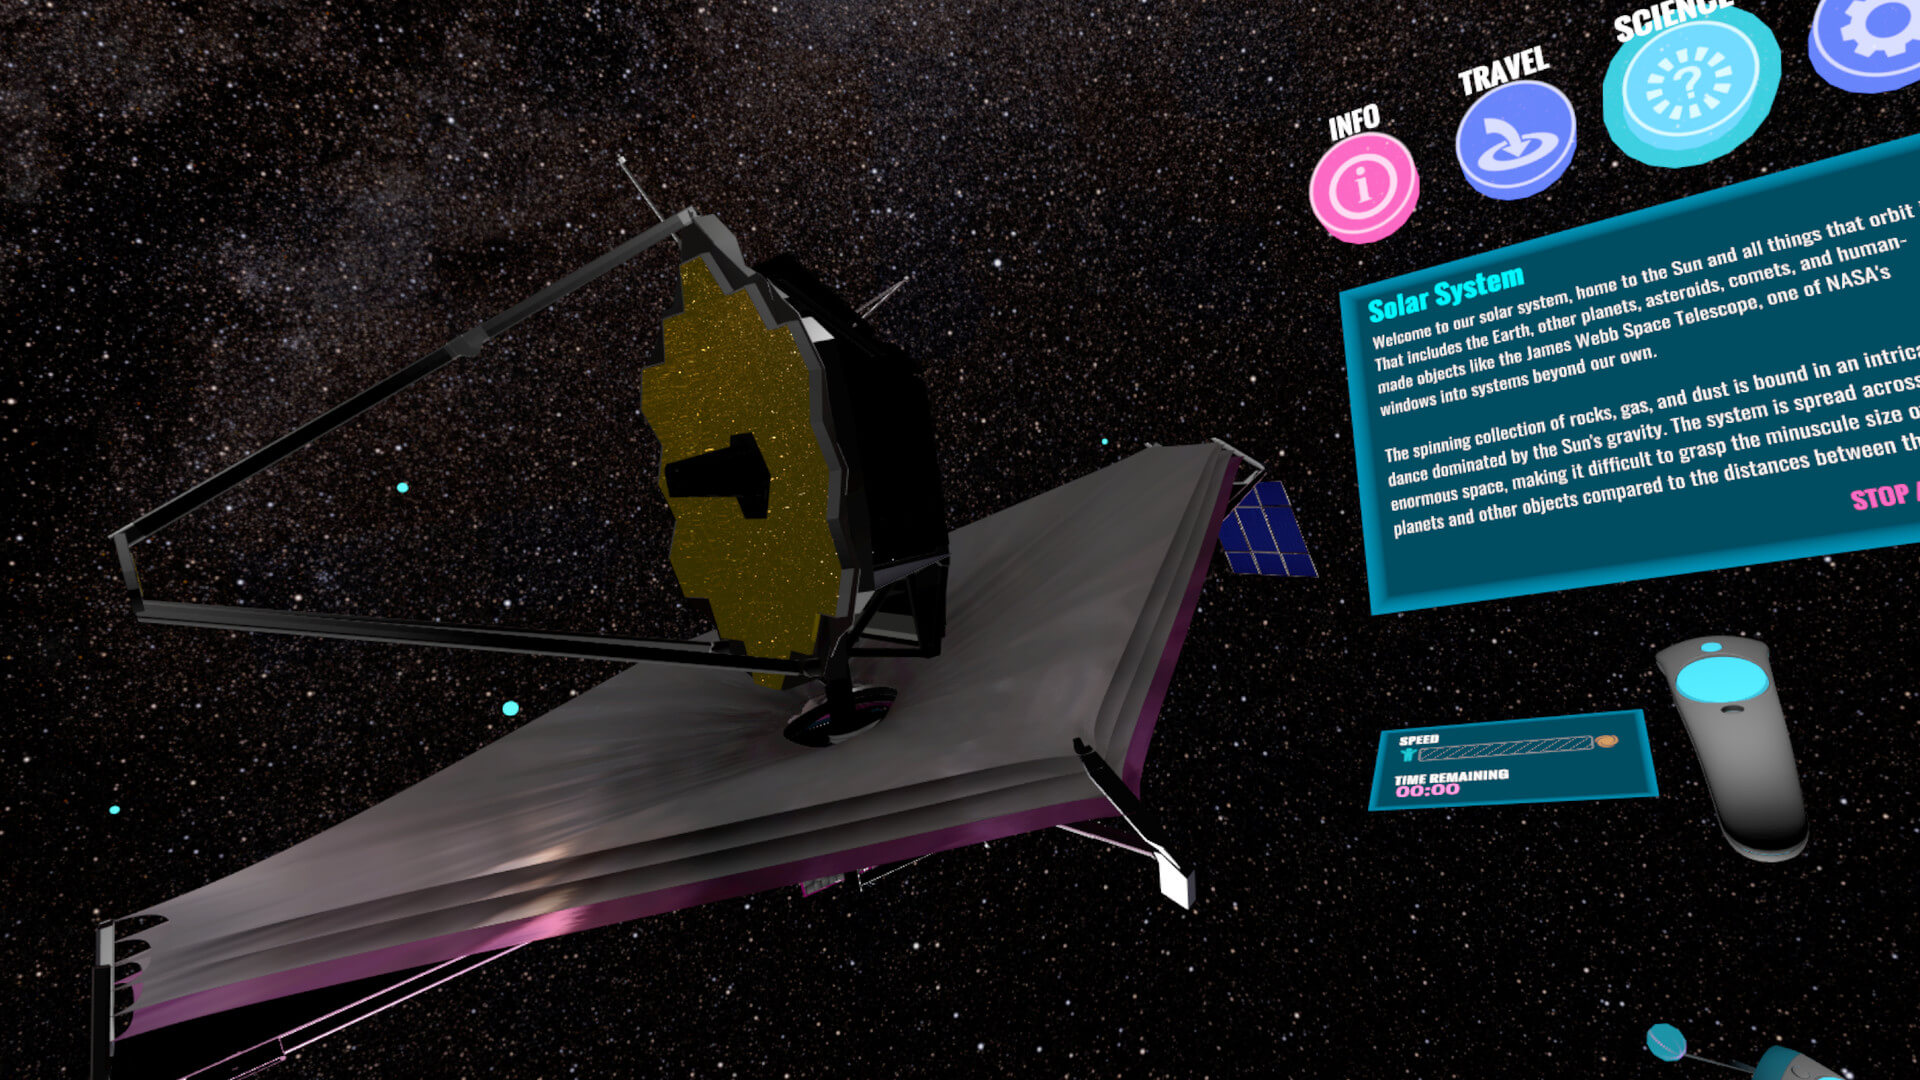 SCIENCE
TRAVEL
INFO
Solar System
Welcome to our solar system, home to the Sun and all things that orbit
That includes the Earth, other planets, asteroids, comets, and human-
made objects like the James Webb Space Telescope, one of NASA's
windows into systems beyond our own.
The spinning collection of rocks, gas, and dust is bound in an
dance dominated by the Sun's gravity. The system is spread across
enormous space, making it difficult to grasp the minuscule size
planets and other objects compared to the distances between
STOP
SPEED
TIME REMAINING
00:00